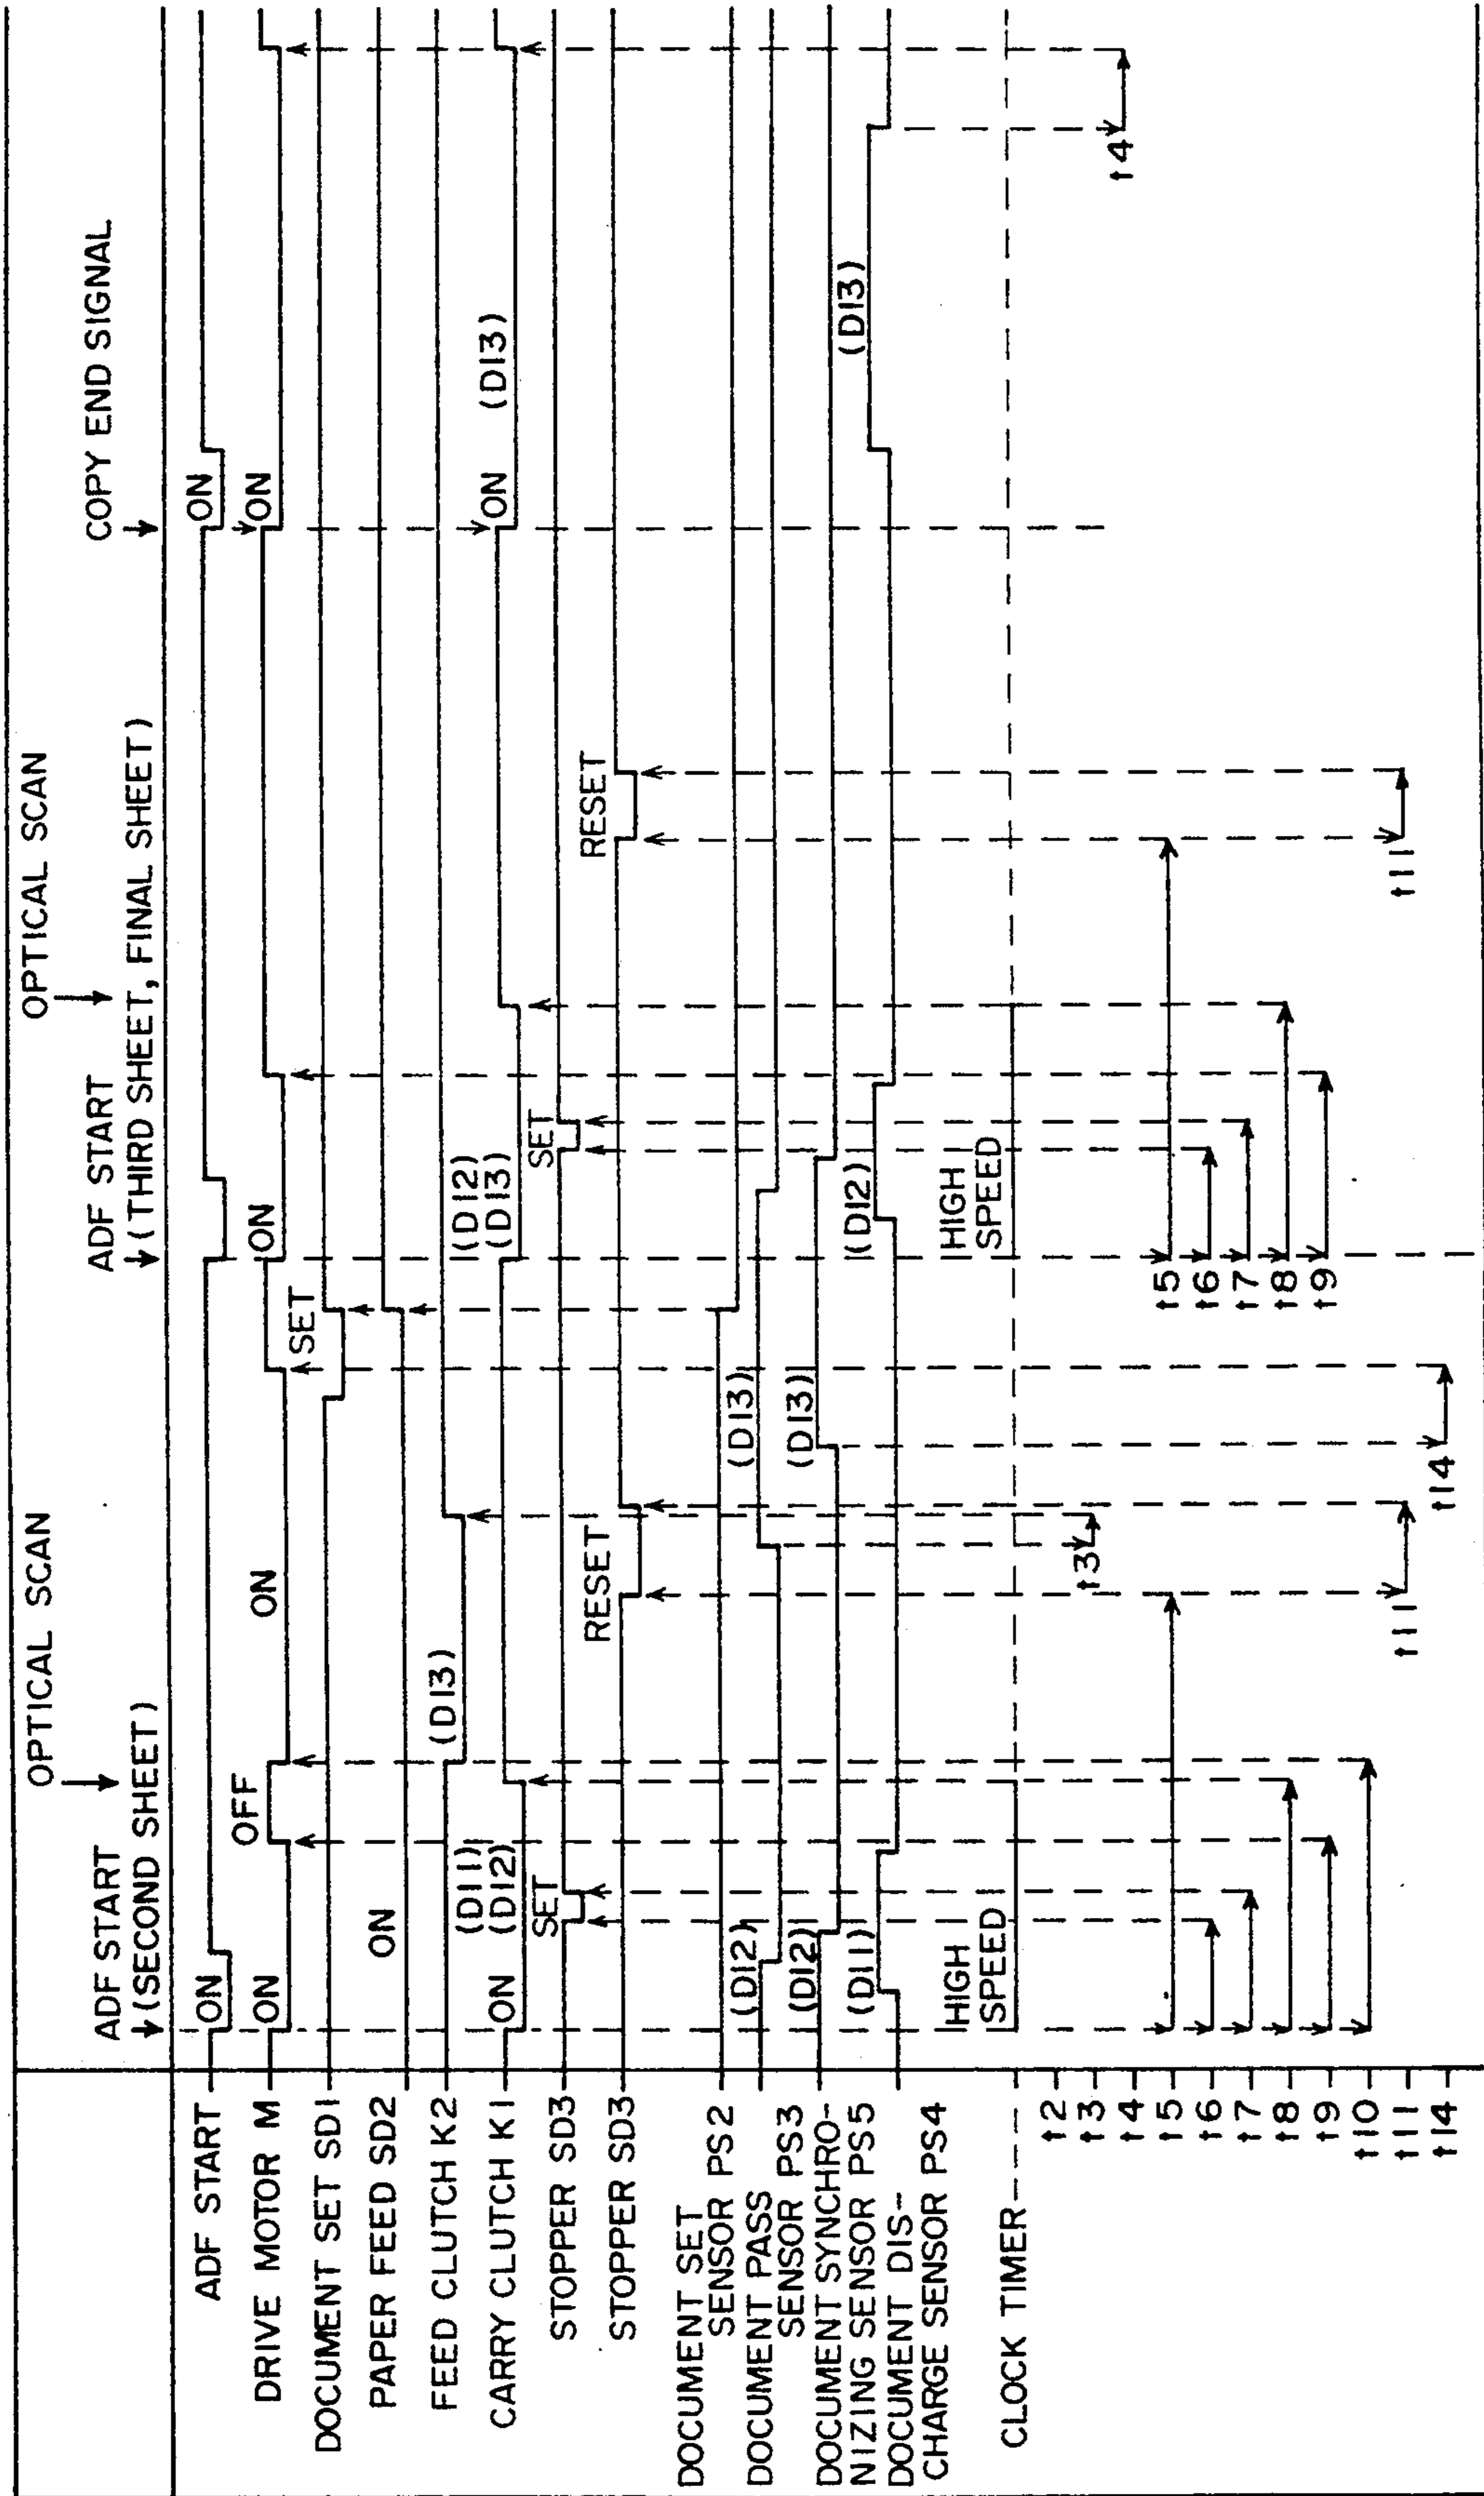 OPTICAL SCAN
OPTICAL SCAN
ADF START
(SECOND SHEET)
ADF START
(THIRD SHEET, FINAL SHEET)
COPY END SIGNAL
ADF START
ON
ON
DRIVE MOTOR M
ON
OFF
ON
ON
ON
DOCUMENT SET SD1
SET
PAPER FEED SD2
ON
FEED CLUTCH K2
(D13)
CARRY CLUTCH K1
ON
(D11)
(D12)
(D12)
(D13)
ON
(D13)
STOPPER SD3
SET
SET
STOPPER SD3
RESET
RESET
DOCUMENT SET
SENSOR PS2
DOCUMENT PASS
SENSOR PS3
(D12)
(D13)
DOCUMENT SYNCHRO-
NIZING SENSOR PS5
(D12)
(D13)
DOCUMENT DIS-
CHARGE SENSOR PS4
(D11)
(D12)
(D13)
CLOCK TIMER
HIGH
SPEED
HIGH
SPEED
t2
t3
t3
t4
t4
t5
t5
t6
t6
t7
t7
t8
t8
t9
t9
t10
t11
t11
t11
t14
t14